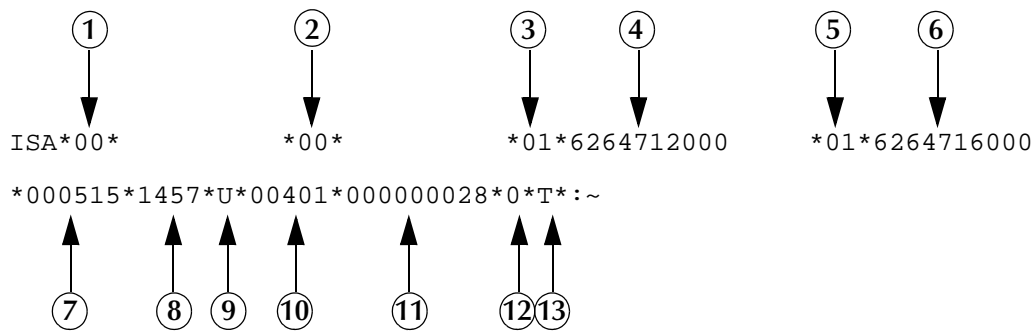 1 2 3 4 5 6
ISA*00* *00* *01*6264712000 *01*6264716000
*000515*1457*U*00401*000000028*0*T*:~
7 8 9 10 11 12 13